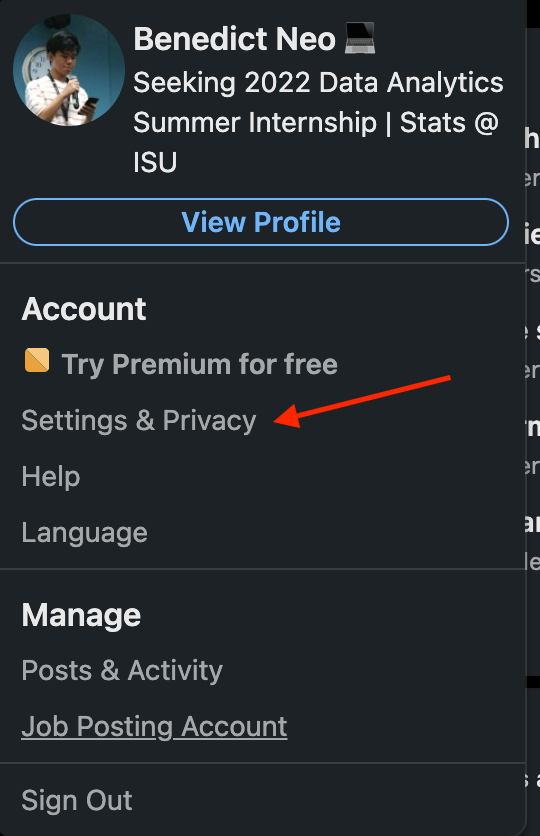 Benedict Neo 💻
Seeking 2022 Data Analytics
Summer Internship | Stats @
ISU
View Profile
Account
Try Premium for free
Settings & Privacy
Help
Language
Manage
Posts & Activity
Job Posting Account
Sign Out